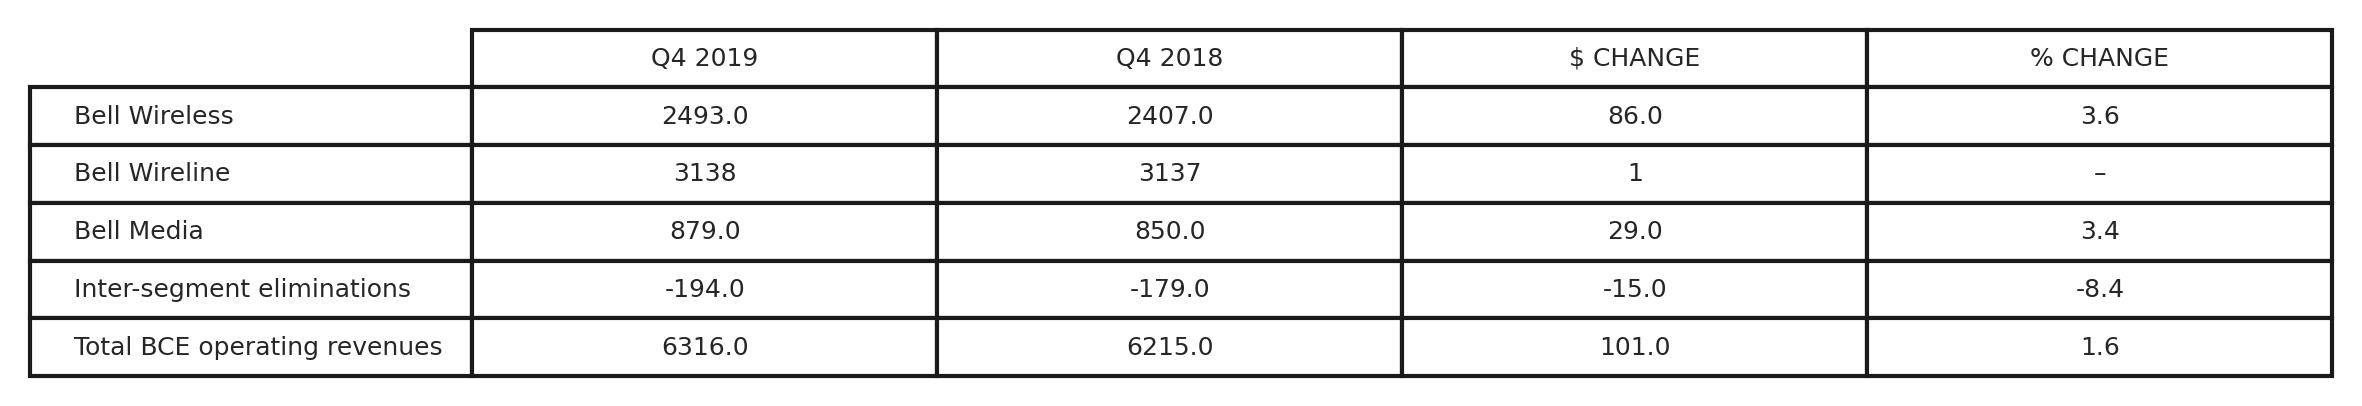 Q4 2019 Q4 2018 $ CHANGE % CHANGE
Bell Wireless 2493.0 2407.0 86.0 3.6
Bell Wireline 3138 3137 1 –
Bell Media 879.0 850.0 29.0 3.4
Inter-segment eliminations -194.0 -179.0 -15.0 -8.4
Total BCE operating revenues 6316.0 6215.0 101.0 1.6